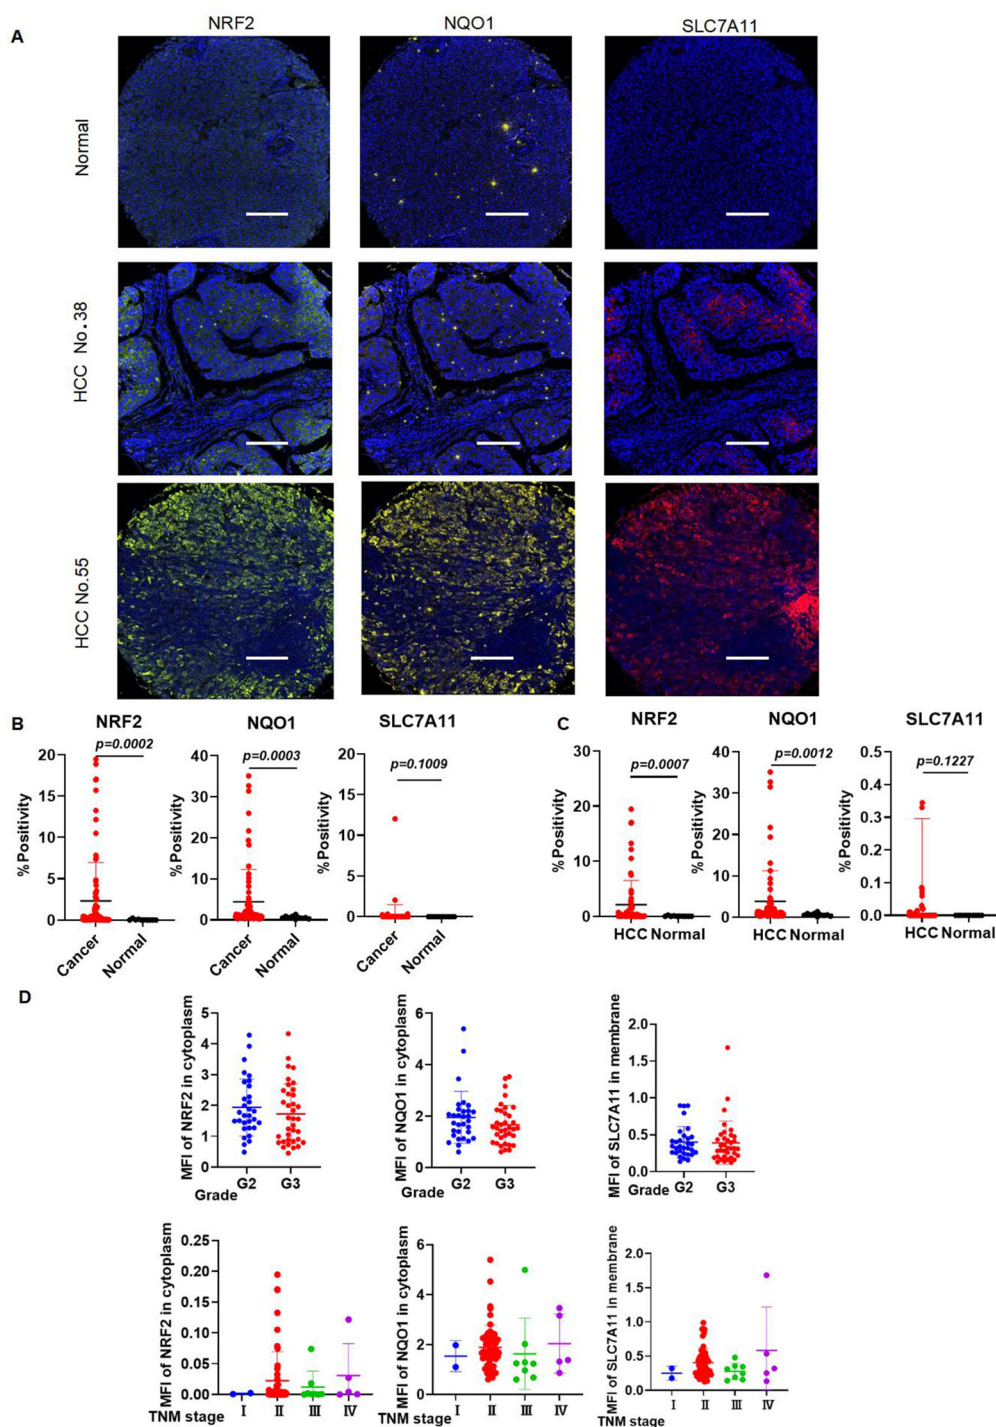 A
NRF2 NQO1 SLC7A11
Normal
HCC No.38
HCC No.55
B
NRF2 NQO1 SLC7A11
p=0.0002 p=0.0003 p=0.1009
%Positivity %Positivity %Positivity
20 15 10 5 0
40 30 20 10 0
20 15 10 5 0
Cancer Normal Cancer Normal Cancer Normal
C
NRF2 NQO1 SLC7A11
p=0.0007 p=0.0012 p=0.1227
%Positivity %Positivity %Positivity
30 20 10 0
40 30 20 10 0
0.5 0.4 0.3 0.2 0.1 0.0
HCC Normal HCC Normal HCC Normal
D
MFI of NRF2 in cytoplasm
5 4 3 2 1 0
Grade G2 G3
MFI of NQO1 in cytoplasm
6 4 2 0
Grade G2 G3
MFI of SLC7A11 in membrane
2.0 1.5 1.0 0.5 0.0
Grade G2 G3
MFI of NRF2 in cytoplasm
0.25 0.20 0.15 0.10 0.05 0.00
TNM stage I II III IV
MFI of NQO1 in cytoplasm
6 4 2 0
TNM stage I II III IV
MFI of SLC7A11 in membrane
2.0 1.5 1.0 0.5 0.0
TNM stage I II III IV